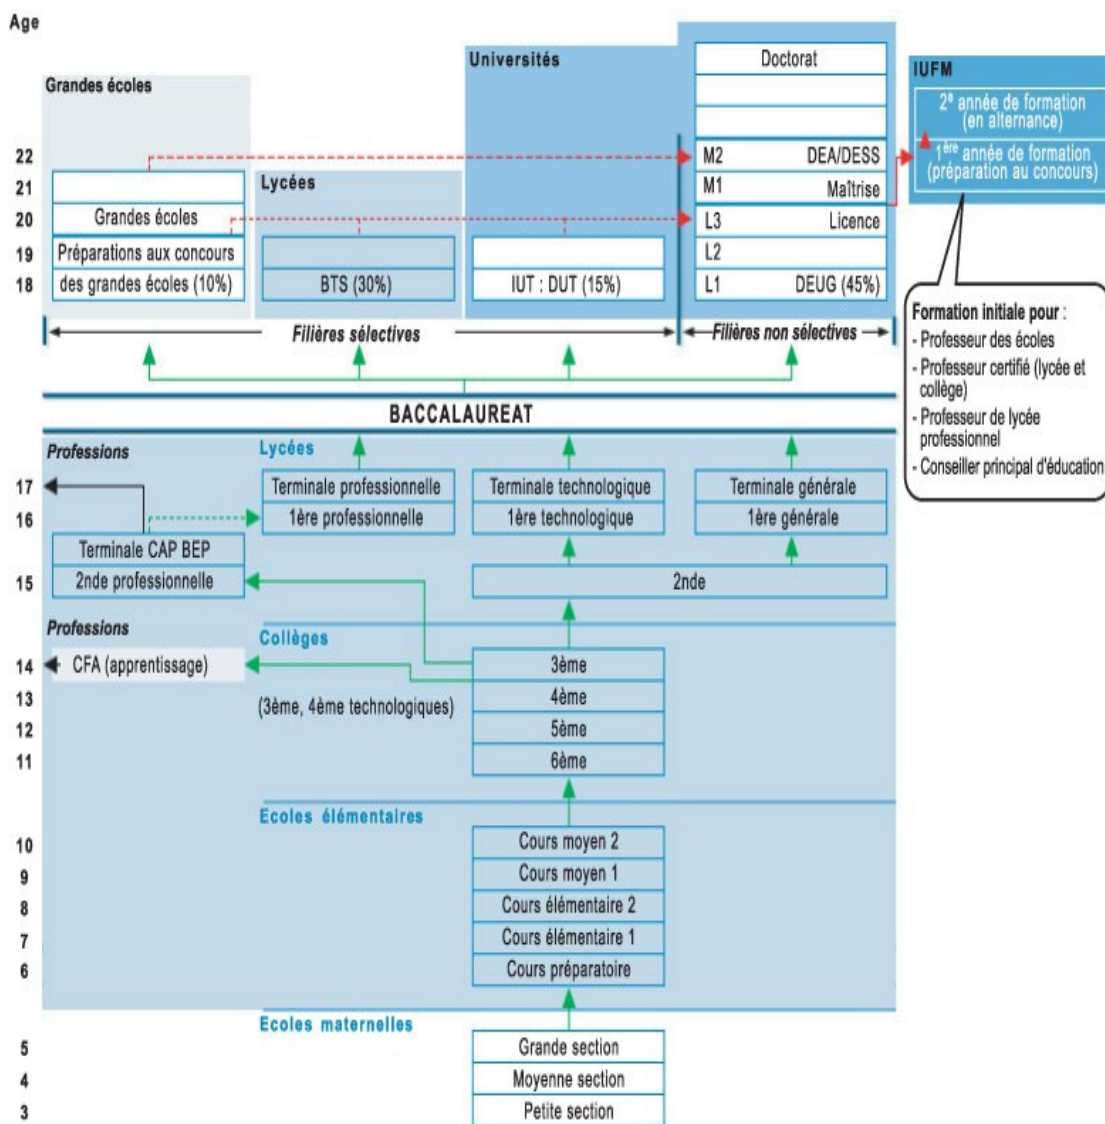 Age
Grandes écoles
Universités
Doctorat
IUFM
2e année de formation
(en alternance)
22
M2 DEA/DESS
1ère année de formation
(préparation au concours)
21
Lycées
M1 Maîtrise
20
Grandes écoles
L3 Licence
19
Préparations aux concours
L2
18
des grandes écoles (10%)
BTS (30%)
IUT : DUT (15%)
L1 DEUG (45%)
Filières sélectives
Filières non sélectives
Formation initiale pour :
- Professeur des écoles
- Professeur certifié (lycée et
collège)
- Professeur de lycée
professionnel
- Conseiller principal d'éducation
BACCALAUREAT
Professions
Lycées
17
Terminale professionnelle
Terminale technologique
Terminale générale
16
1ère professionnelle
1ère technologique
1ère générale
Terminale CAP BEP
15
2nde professionnelle
2nde
Professions
Collèges
14
CFA (apprentissage)
3ème
13
(3ème, 4ème technologiques)
4ème
12
5ème
11
6ème
Ecoles élémentaires
10
Cours moyen 2
9
Cours moyen 1
8
Cours élémentaire 2
7
Cours élémentaire 1
6
Cours préparatoire
Ecoles maternelles
5
Grande section
4
Moyenne section
3
Petite section